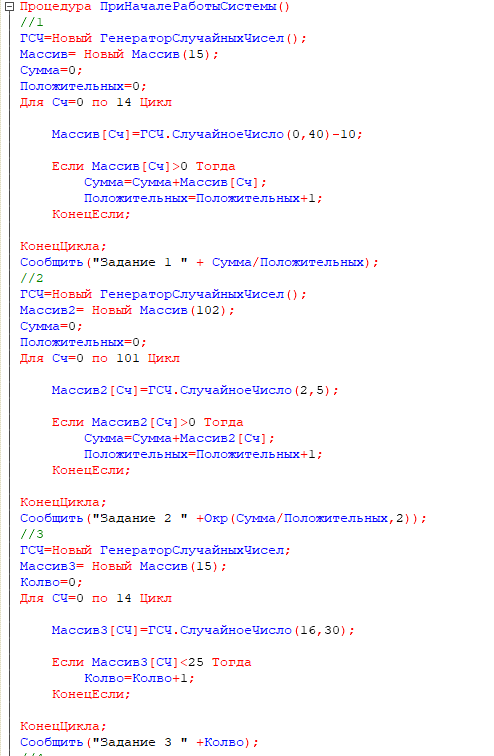 Процедура ПриНачалеРаботыСистемы()
//1
ГСЧ=Новый ГенераторСлучайныхЧисел();
Массив= Новый Массив(15);
Сумма=0;
Положительных=0;
Для Сч=0 по 14 Цикл
Массив[Сч]=ГСЧ.СлучайноеЧисло(0,40)-10;
Если Массив[Сч]>0 Тогда
Сумма=Сумма+Массив[Сч];
Положительных=Положительных+1;
КонецЕсли;
КонецЦикла;
Сообщить("Задание 1 " + Сумма/Положительных);
//2
ГСЧ=Новый ГенераторСлучайныхЧисел();
Массив2= Новый Массив(102);
Сумма=0;
Положительных=0;
Для Сч=0 по 101 Цикл
Массив2[Сч]=ГСЧ.СлучайноеЧисло(2,5);
Если Массив2[Сч]>0 Тогда
Сумма=Сумма+Массив2[Сч];
Положительных=Положительных+1;
КонецЕсли;
КонецЦикла;
Сообщить("Задание 2 " +Окр(Сумма/Положительных,2));
//3
ГСЧ=Новый ГенераторСлучайныхЧисел;
Массив3= Новый Массив(15);
Колво=0;
Для СЧ=0 по 14 Цикл
Массив3[СЧ]=ГСЧ.СлучайноеЧисло(16,30);
Если Массив3[СЧ]<25 Тогда
Колво=Колво+1;
КонецЕсли;
КонецЦикла;
Сообщить("Задание 3 " +Колво);